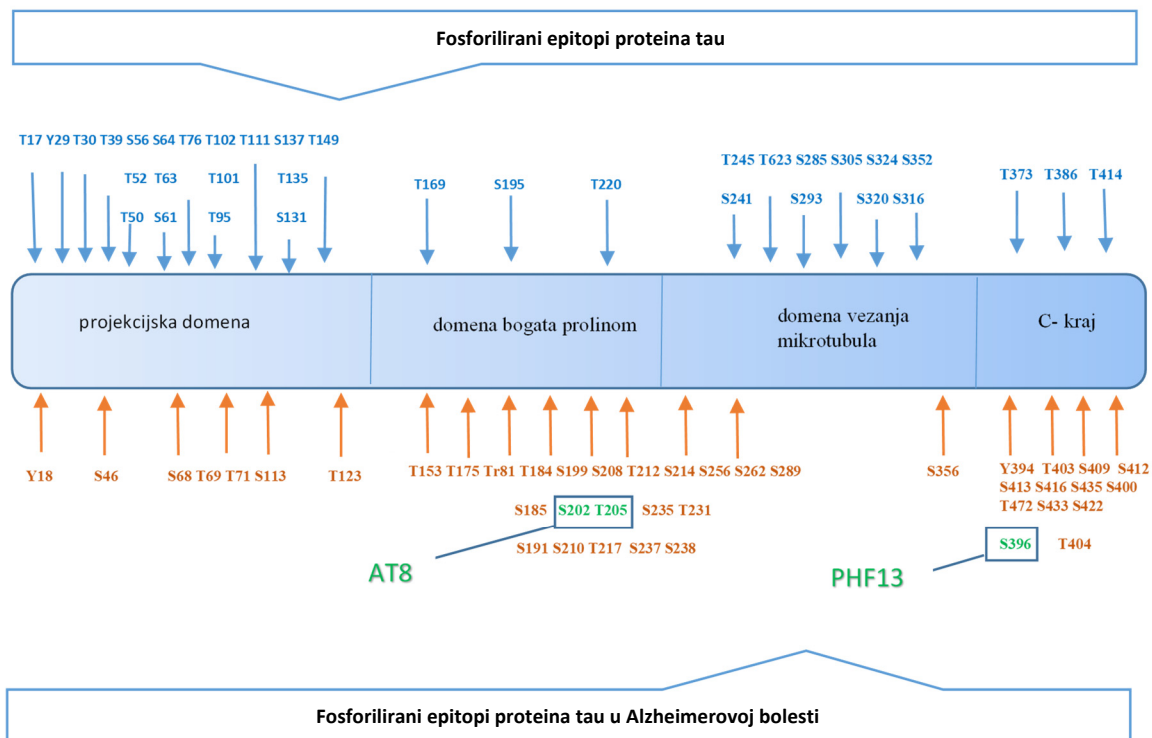 Fosforilirani epitopi proteina tau
T17 Y29 T30 T39 S56 S64 T76 T102 T111 S137 T149
T52 T63 T101 T135
T50 S61 T95 S131
T169 S195 T220
T245 T623 S285 S305 S324 S352
S241 S293 S320 S316
T373 T386 T414
projekcijska domena
domena bogata prolinom
domena vezanja
mikrotubula
C- kraj
Y18 S46 S68 T69 T71 S113 T123
T153 T175 Tr81 T184 S199 S208 T212 S214 S256 S262 S289
S185 S202 T205 S235 T231
S191 S210 T217 S237 S238
AT8
S356
Y394 T403 S409 S412
S413 S416 S435 S400
T472 S433 S422
S396 T404
PHF13
Fosforilirani epitopi proteina tau u Alzheimerovoj bolesti